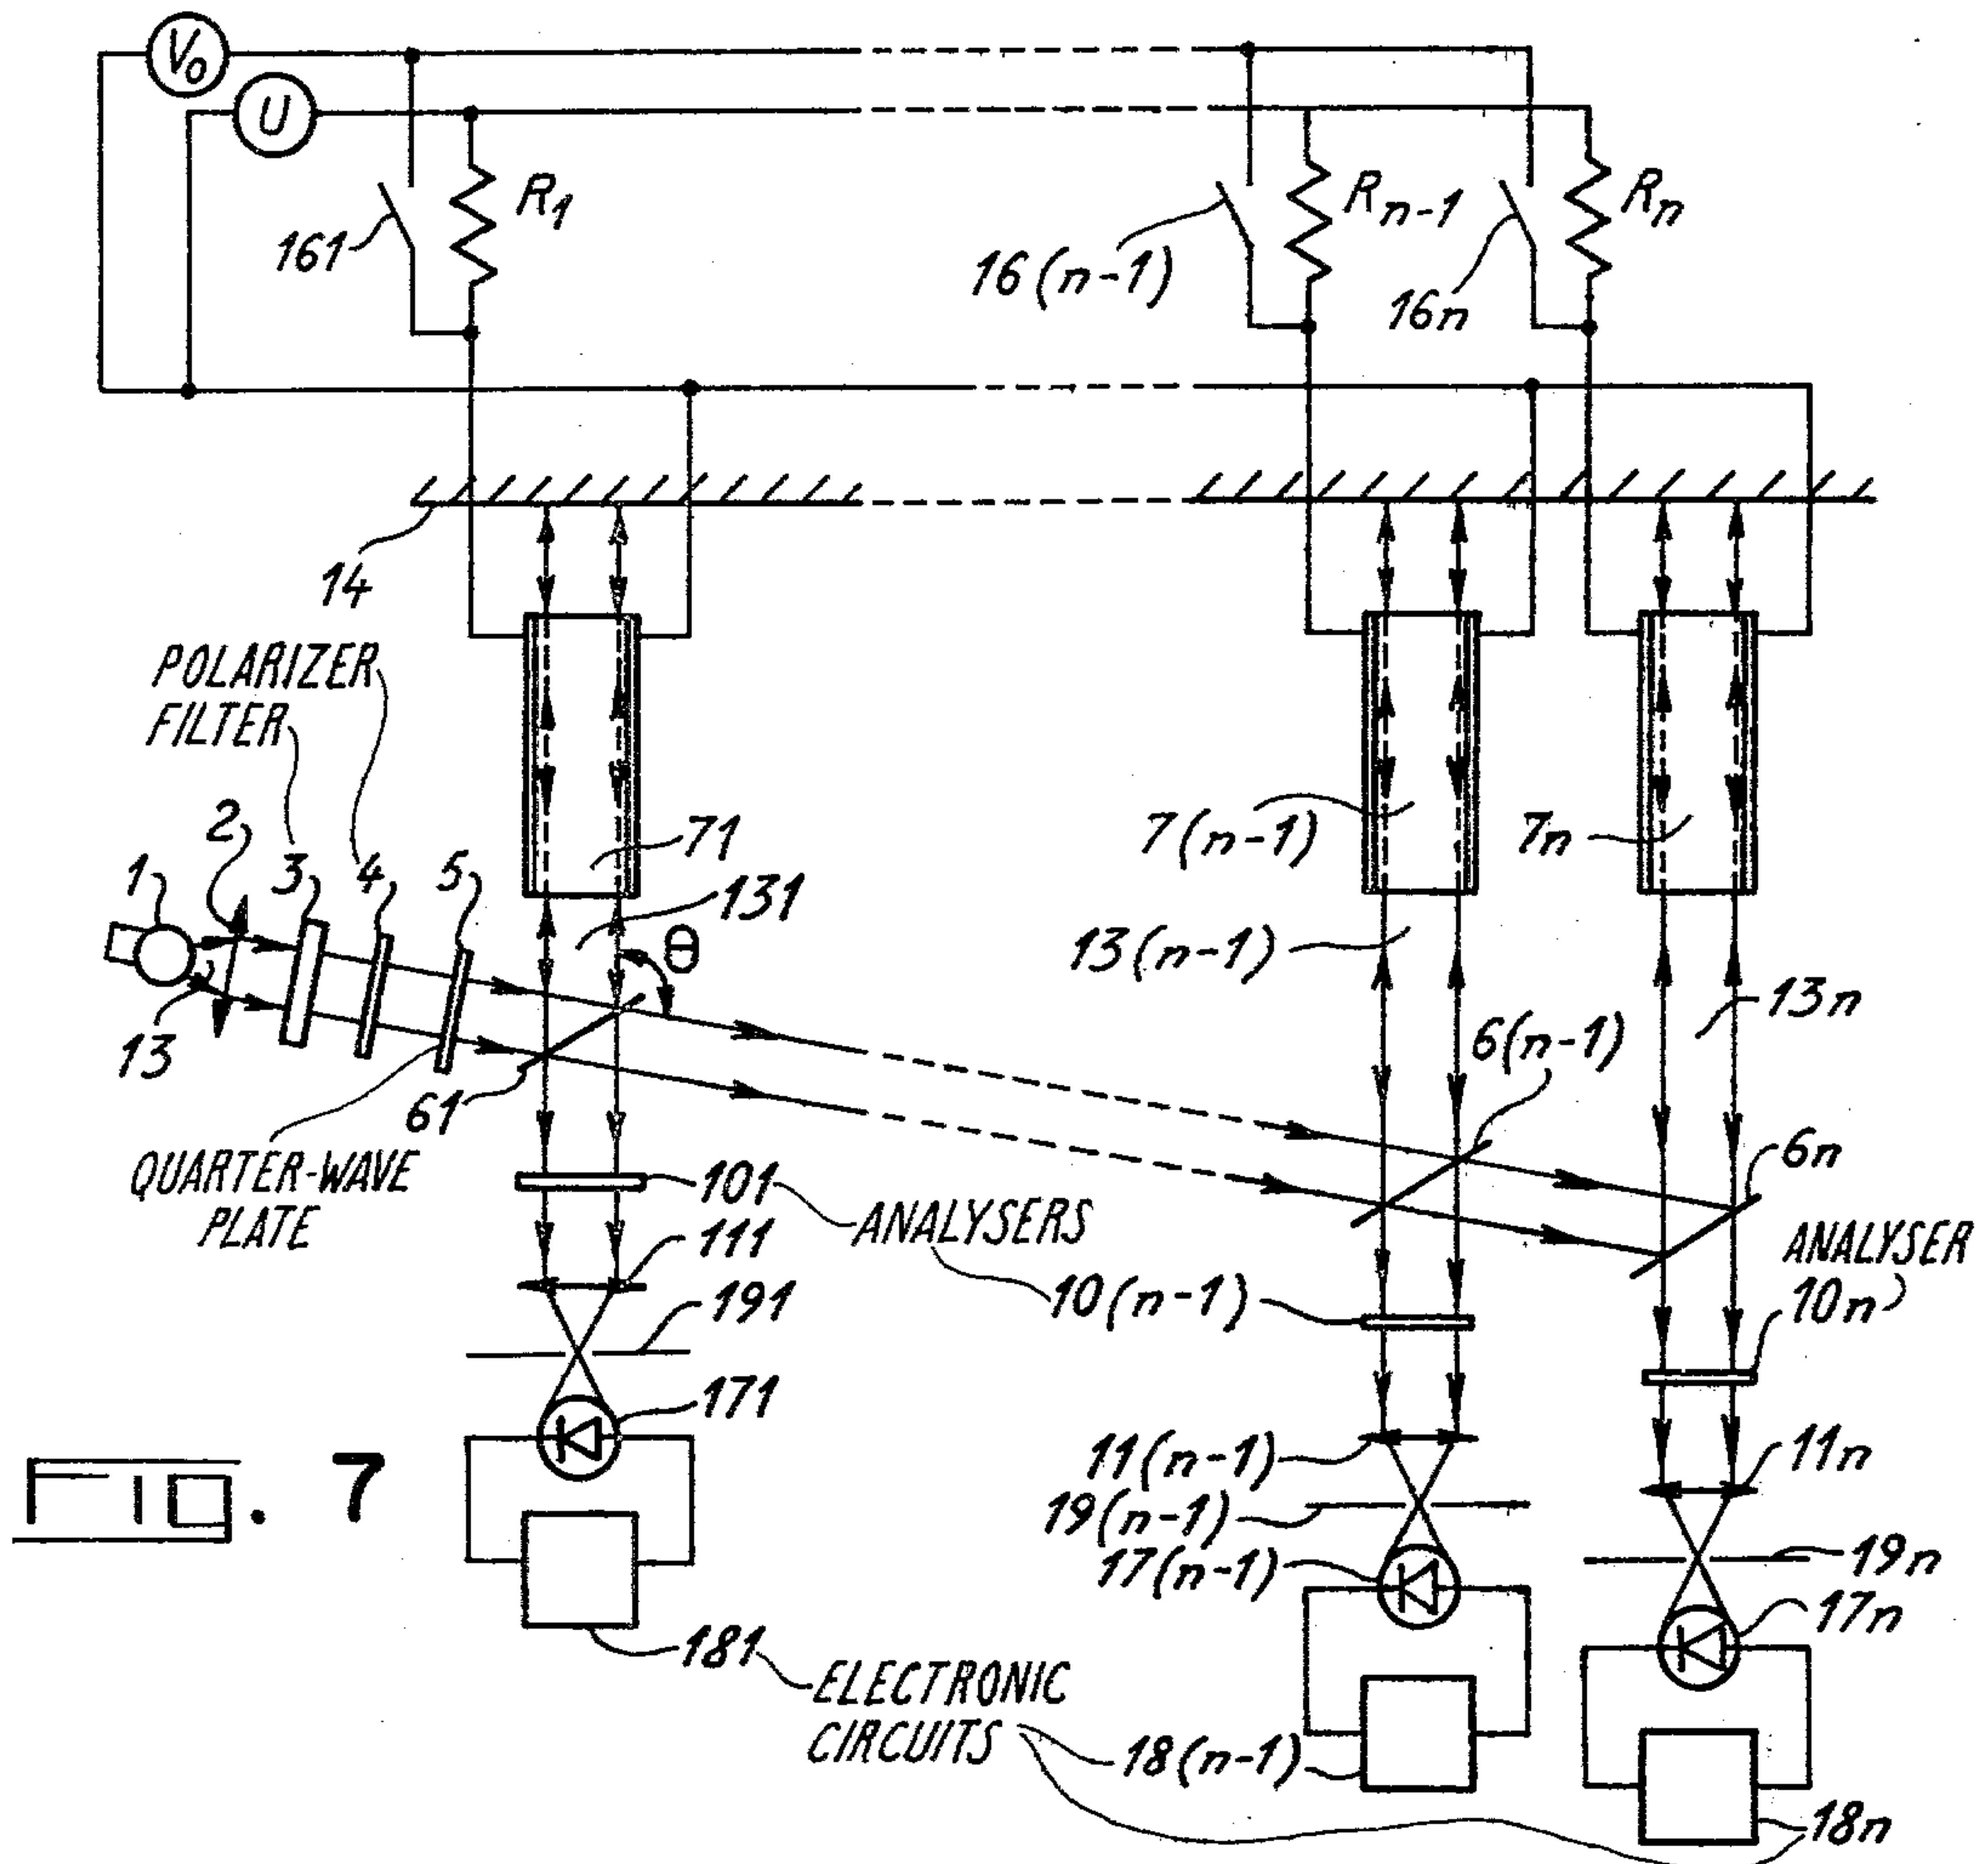 V0
U
R1
Rn-1
Rn
161
16(n-1)
16n
14
POLARIZER
FILTER
71
7(n-1)
7n
2
1
3
4
5
131
θ
13(n-1)
13n
13
61
6(n-1)
6n
QUARTER-WAVE
PLATE
101
ANALYSERS
111
ANALYSER
10(n-1)
10n
191
171
11(n-1)
11n
FIG. 7
19(n-1)
19n
17(n-1)
17n
181
ELECTRONIC
CIRCUITS
18(n-1)
18n